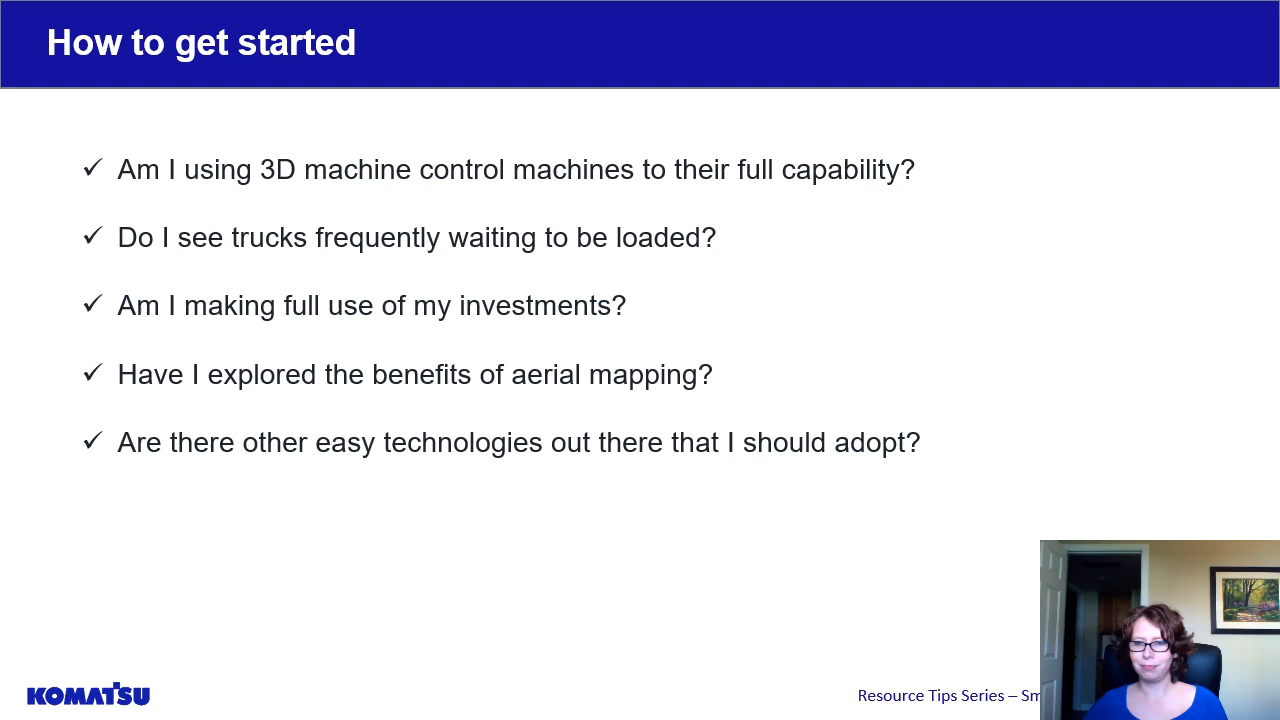 How to get started
✓ Am I using 3D machine control machines to their full capability?
✓ Do I see trucks frequently waiting to be loaded?
✓ Am I making full use of my investments?
✓ Have I explored the benefits of aerial mapping?
✓ Are there other easy technologies out there that I should adopt?
KOMATSU
Resource Tips Series –